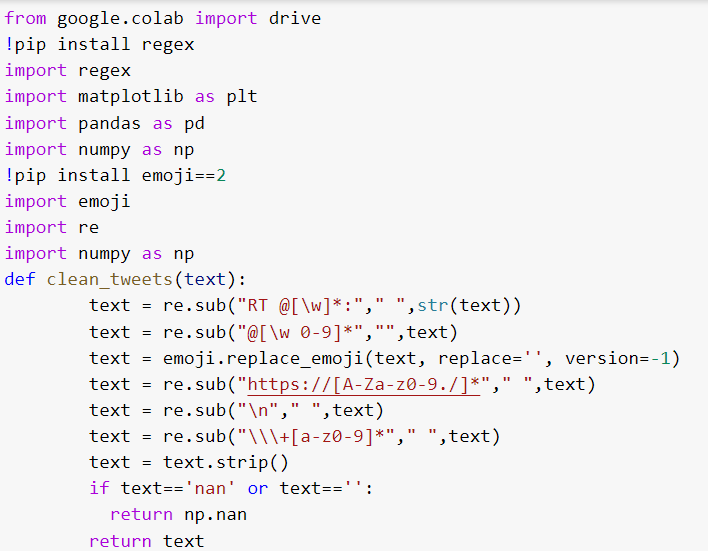 from google.colab import drive
!pip install regex
import regex
import matplotlib as plt
import pandas as pd
import numpy as np
!pip install emoji==2
import emoji
import re
import numpy as np
def clean_tweets(text):
        text = re.sub("RT @[\w]*:"," ",str(text))
        text = re.sub("@[\w 0-9]*","",text)
        text = emoji.replace_emoji(text, replace='', version=-1)
        text = re.sub("https://[A-Za-z0-9./]*"," ",text)
        text = re.sub("\n"," ",text)
        text = re.sub("\\\+[a-z0-9]*"," ",text)
        text = text.strip()
        if text=='nan' or text=='':
          return np.nan
        return text